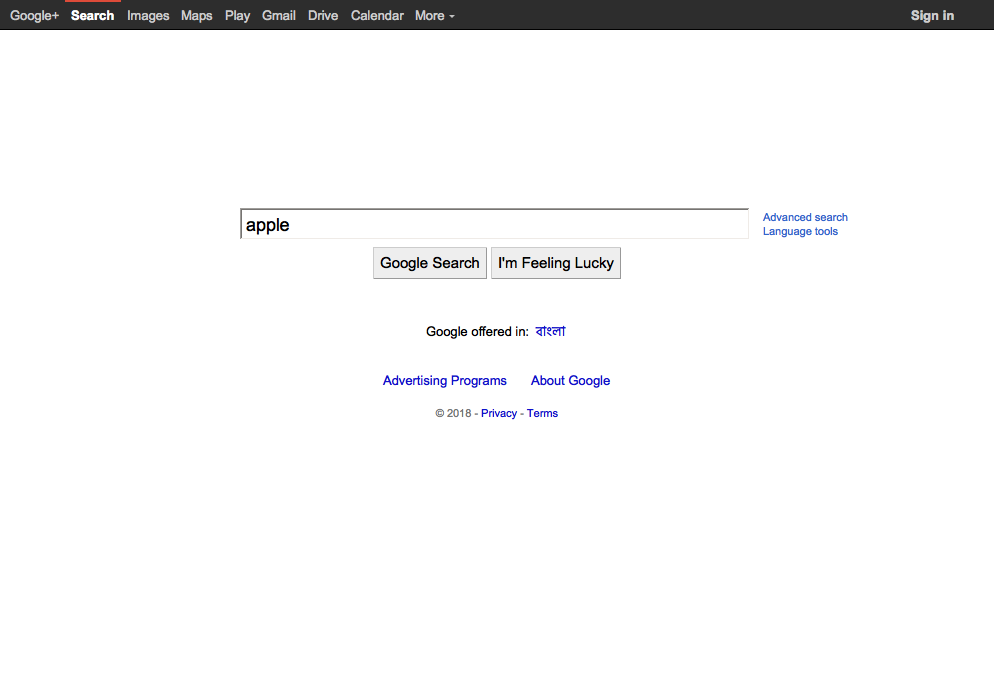 Google+ Search Images Maps Play Gmail Drive Calendar More Sign in
apple
Advanced search
Language tools
Google Search I'm Feeling Lucky
Google offered in: বাংলা
Advertising Programs About Google
© 2018 - Privacy - Terms